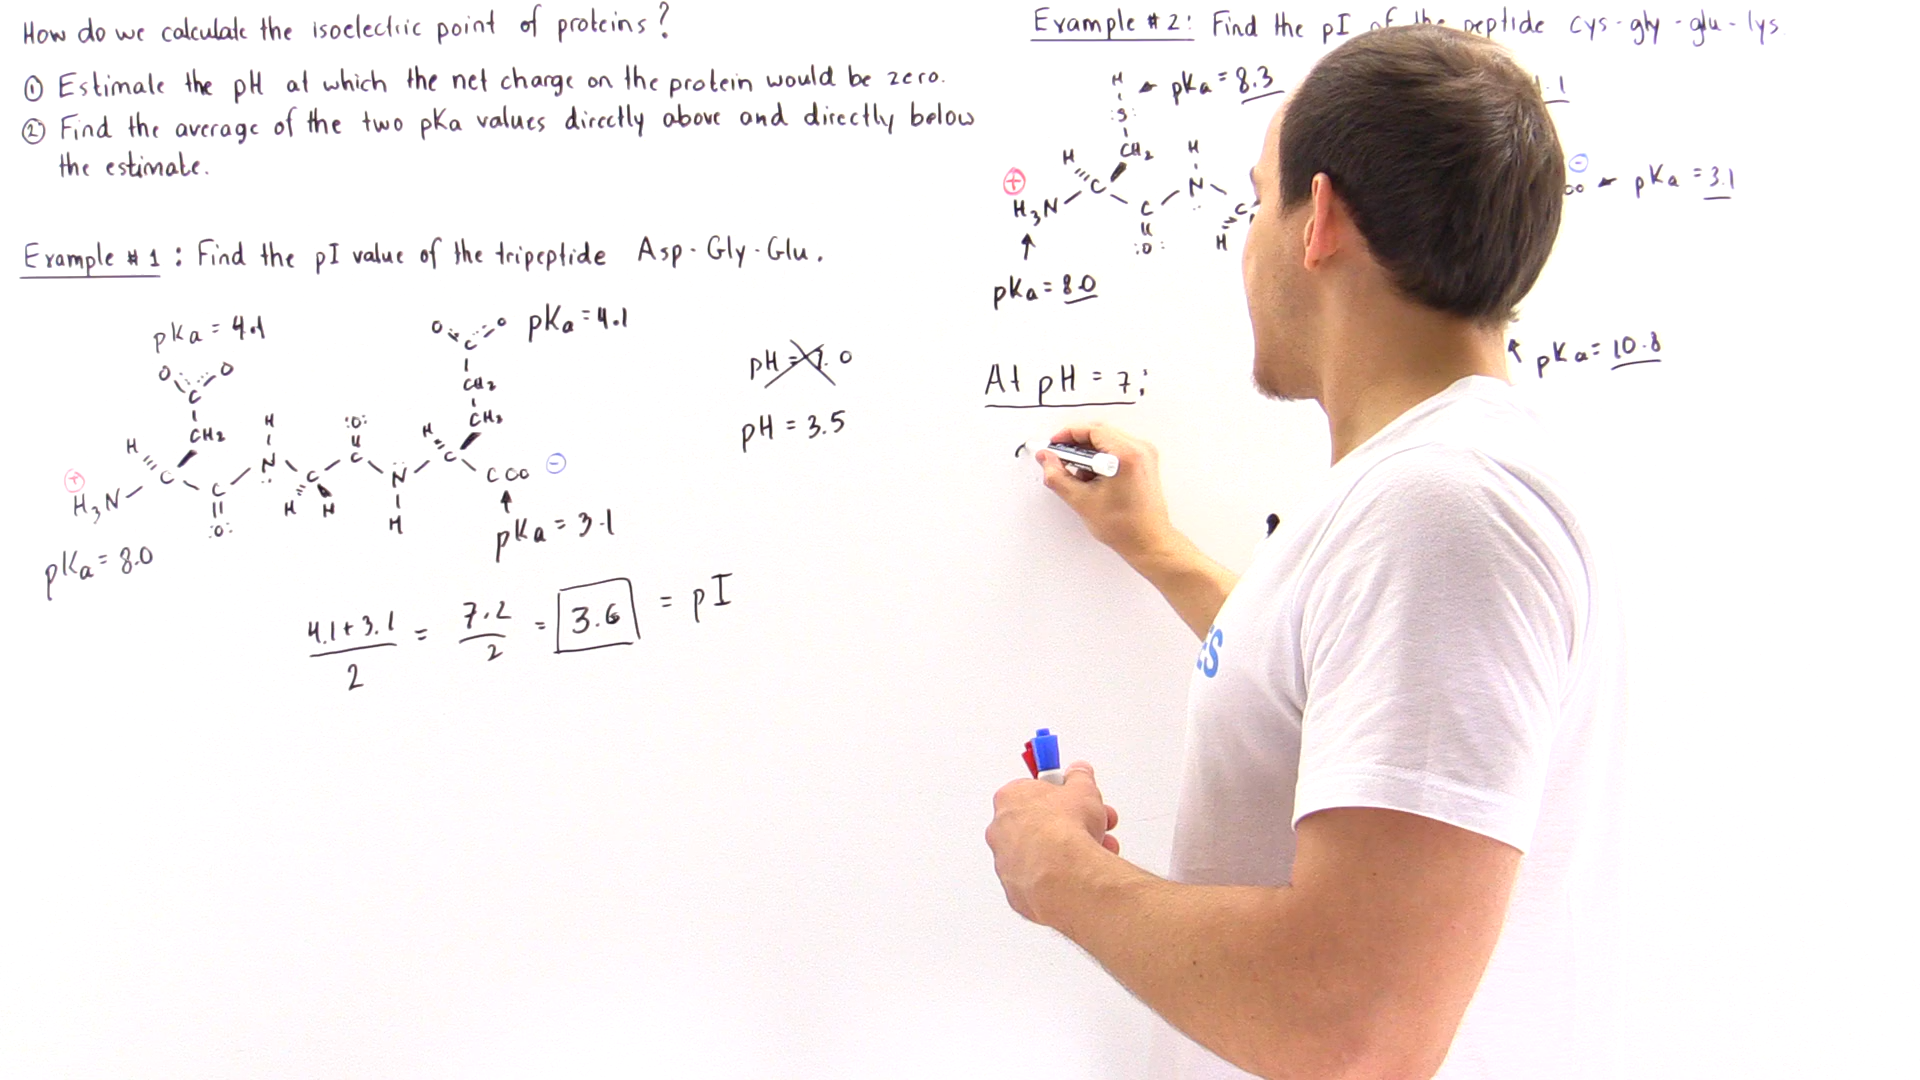 How do we calculate the isoelectric point of proteins?
① Estimate the pH at which the net charge on the protein would be zero.
② Find the average of the two pKa values directly above and directly below
the estimate.
Example #1: Find the pI value of the tripeptide Asp-Gly-Glu.
pKa = 4.1
pKa = 4.1
O O
O O
C
C
CH2
CH2
CH2
H
H
:O:
H
+
H3N
C
C
N
C
C
N
C
COO
−
:O:
H H
H
pKa = 8.0
pKa = 3.1
pH = 7.0
pH = 3.5
4.1+3.1
2
=
7.2
2
= 3.6 = pI
Example #2: Find the pI of the peptide cys-gly-glu-lys
H
pKa = 8.3
:S:
CH2
H
H
+
H3N
C
C
N
C
:O:
H
pKa = 8.0
−
pKa = 3.1
pKa = 10.8
At pH = 7:
ES